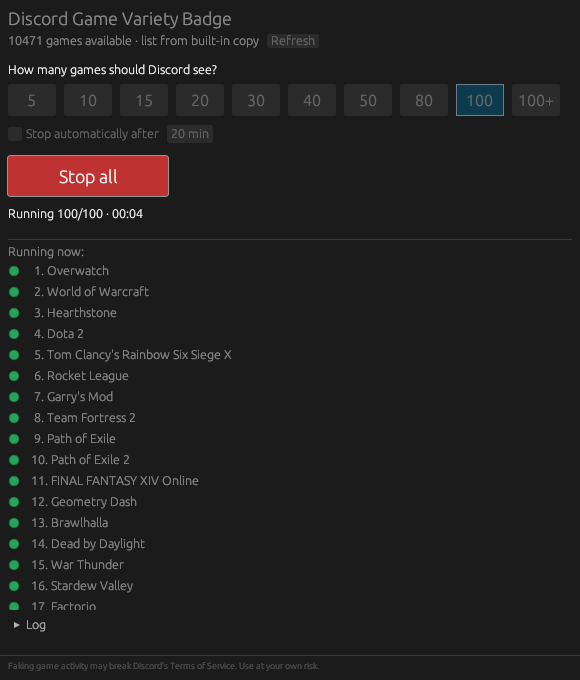 Discord Game Variety Badge
10471 games available · list from built-in copy Refresh
How many games should Discord see?
5 10 15 20 30 40 50 80 100 100+
Stop automatically after 20 min
Stop all
Running 100/100 · 00:04
Running now:
1. Overwatch
2. World of Warcraft
3. Hearthstone
4. Dota 2
5. Tom Clancy's Rainbow Six Siege X
6. Rocket League
7. Garry's Mod
8. Team Fortress 2
9. Path of Exile
10. Path of Exile 2
11. FINAL FANTASY XIV Online
12. Geometry Dash
13. Brawlhalla
14. Dead by Daylight
15. War Thunder
16. Stardew Valley
17. Factorio
Log
Faking game activity may break Discord's Terms of Service. Use at your own risk.